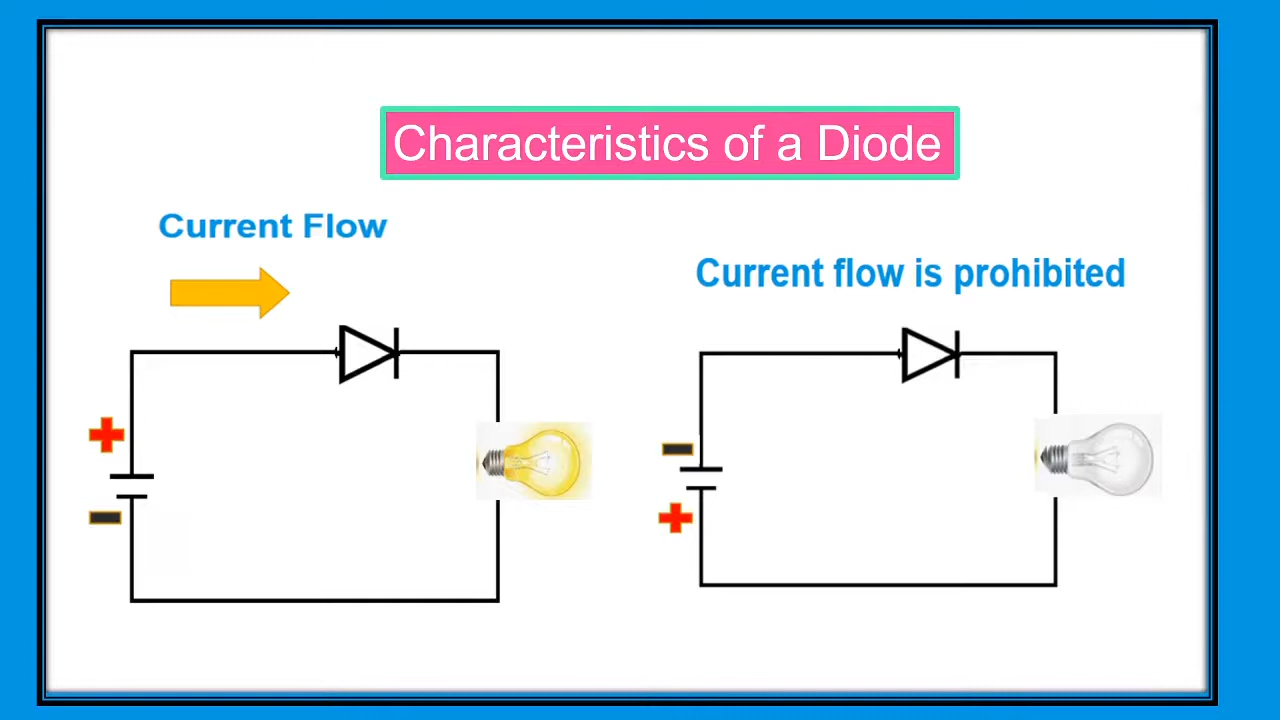 Characteristics of a Diode
Current Flow
Current flow is prohibited